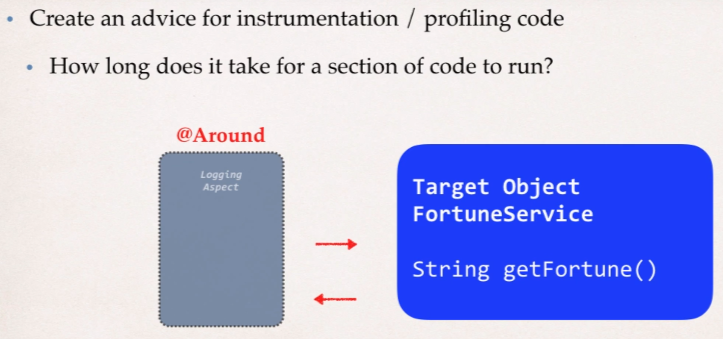 • Create an advice for instrumentation / profiling code
• How long does it take for a section of code to run?
@Around
Logging
Aspect
Target Object
FortuneService
String getFortune()